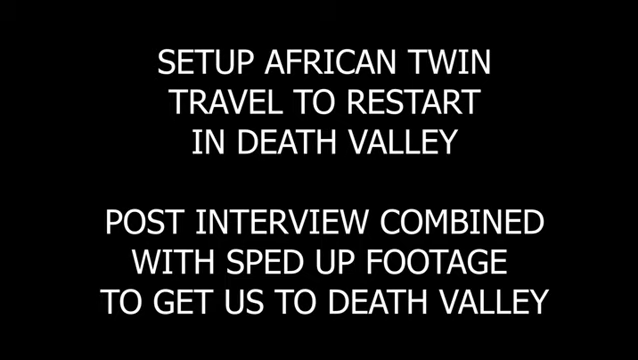 SETUP AFRICAN TWIN
TRAVEL TO RESTART
IN DEATH VALLEY
POST INTERVIEW COMBINED
WITH SPED UP FOOTAGE
TO GET US TO DEATH VALLEY